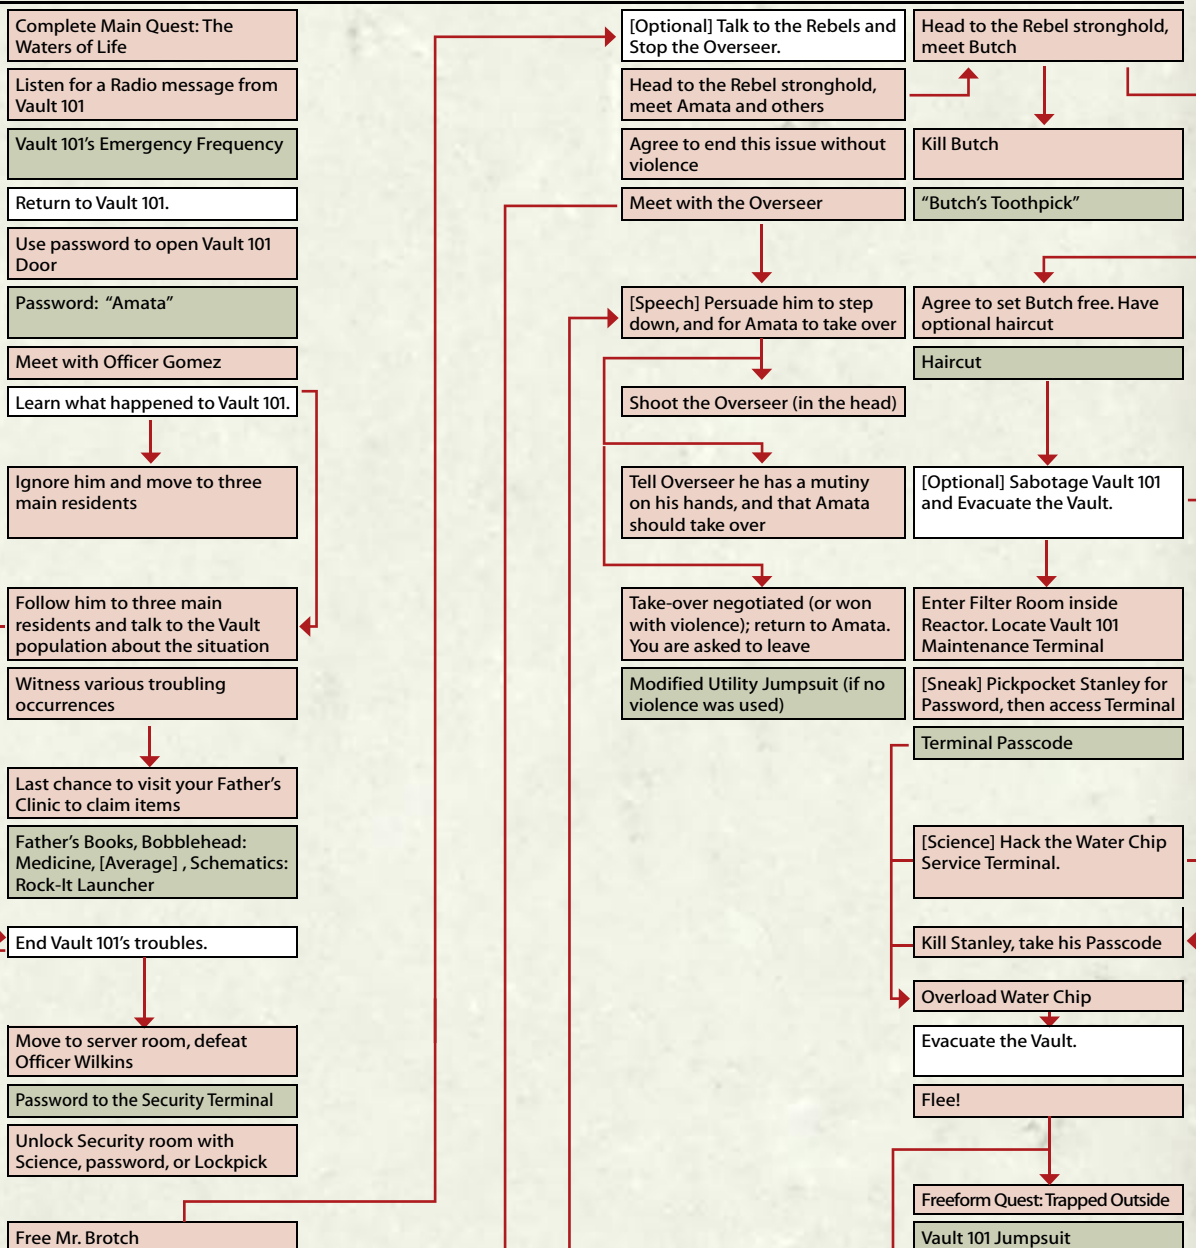 Complete Main Quest: The
Waters of Life
Listen for a Radio message from
Vault 101
Vault 101's Emergency Frequency
Return to Vault 101.
Use password to open Vault 101
Door
Password: “Amata”
Meet with Officer Gomez
Learn what happened to Vault 101.
Ignore him and move to three
main residents
Follow him to three main
residents and talk to the Vault
population about the situation
Witness various troubling
occurrences
Last chance to visit your Father's
Clinic to claim items
Father's Books, Bobblehead:
Medicine, [Average] , Schematics:
Rock-It Launcher
End Vault 101's troubles.
Move to server room, defeat
Officer Wilkins
Password to the Security Terminal
Unlock Security room with
Science, password, or Lockpick
Free Mr. Brotch
[Optional] Talk to the Rebels and
Stop the Overseer.
Head to the Rebel stronghold,
meet Amata and others
Agree to end this issue without
violence
Meet with the Overseer
[Speech] Persuade him to step
down, and for Amata to take over
Shoot the Overseer (in the head)
Tell Overseer he has a mutiny
on his hands, and that Amata
should take over
Take-over negotiated (or won
with violence); return to Amata.
You are asked to leave
Modified Utility Jumpsuit (if no
violence was used)
Head to the Rebel stronghold,
meet Butch
Kill Butch
“Butch's Toothpick”
Agree to set Butch free. Have
optional haircut
Haircut
[Optional] Sabotage Vault 101
and Evacuate the Vault.
Enter Filter Room inside
Reactor. Locate Vault 101
Maintenance Terminal
[Sneak] Pickpocket Stanley for
Password, then access Terminal
Terminal Passcode
[Science] Hack the Water Chip
Service Terminal.
Kill Stanley, take his Passcode
Overload Water Chip
Evacuate the Vault.
Flee!
Freeform Quest: Trapped Outside
Vault 101 Jumpsuit